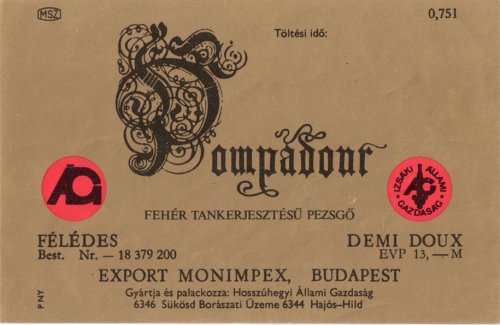 MSZ
0,75 l
Töltési idő:
Pompadour
AG
IZSÁKI ÁLLAMI GAZDASÁG
AG
FEHÉR TANKERJESZTÉSŰ PEZSGŐ
FÉLÉDES
DEMI DOUX
Best. Nr. — 18 379 200
EVP 13,—M
EXPORT MONIMPEX, BUDAPEST
Gyártja és palackozza: Hosszúhegyi Állami Gazdaság
6346 Sükösd Borászati Üzeme 6344 Hajós-Hild
PNY